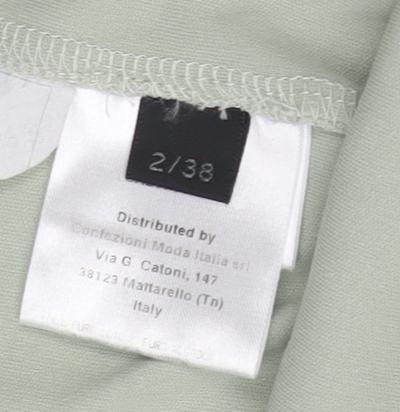 2/38
Distributed by
Confezioni Moda Italia srl
Via G. Catoni, 147
38123 Mattarello (Tn)
Italy